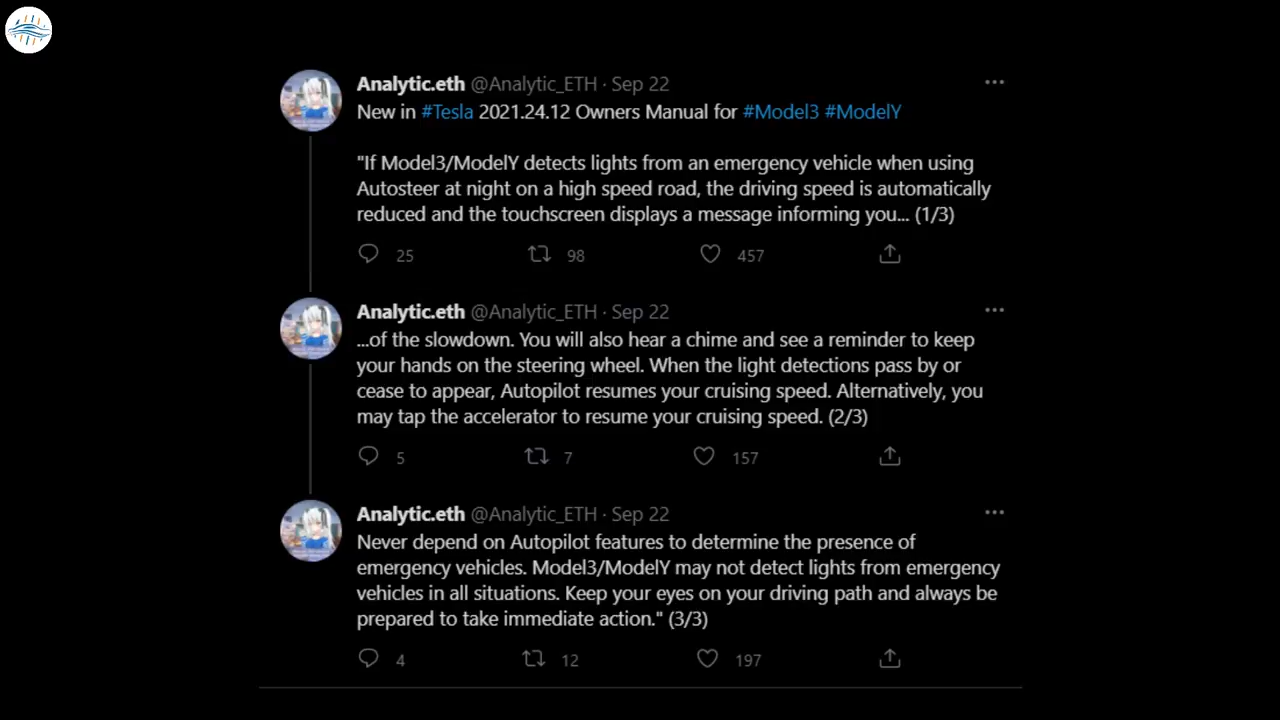 Analytic.eth @Analytic_ETH · Sep 22
New in #Tesla 2021.24.12 Owners Manual for #Model3 #ModelY
"If Model3/ModelY detects lights from an emergency vehicle when using
Autosteer at night on a high speed road, the driving speed is automatically
reduced and the touchscreen displays a message informing you... (1/3)
25 98 457
Analytic.eth @Analytic_ETH · Sep 22
...of the slowdown. You will also hear a chime and see a reminder to keep
your hands on the steering wheel. When the light detections pass by or
cease to appear, Autopilot resumes your cruising speed. Alternatively, you
may tap the accelerator to resume your cruising speed. (2/3)
5 7 157
Analytic.eth @Analytic_ETH · Sep 22
Never depend on Autopilot features to determine the presence of
emergency vehicles. Model3/ModelY may not detect lights from emergency
vehicles in all situations. Keep your eyes on your driving path and always be
prepared to take immediate action." (3/3)
4 12 197